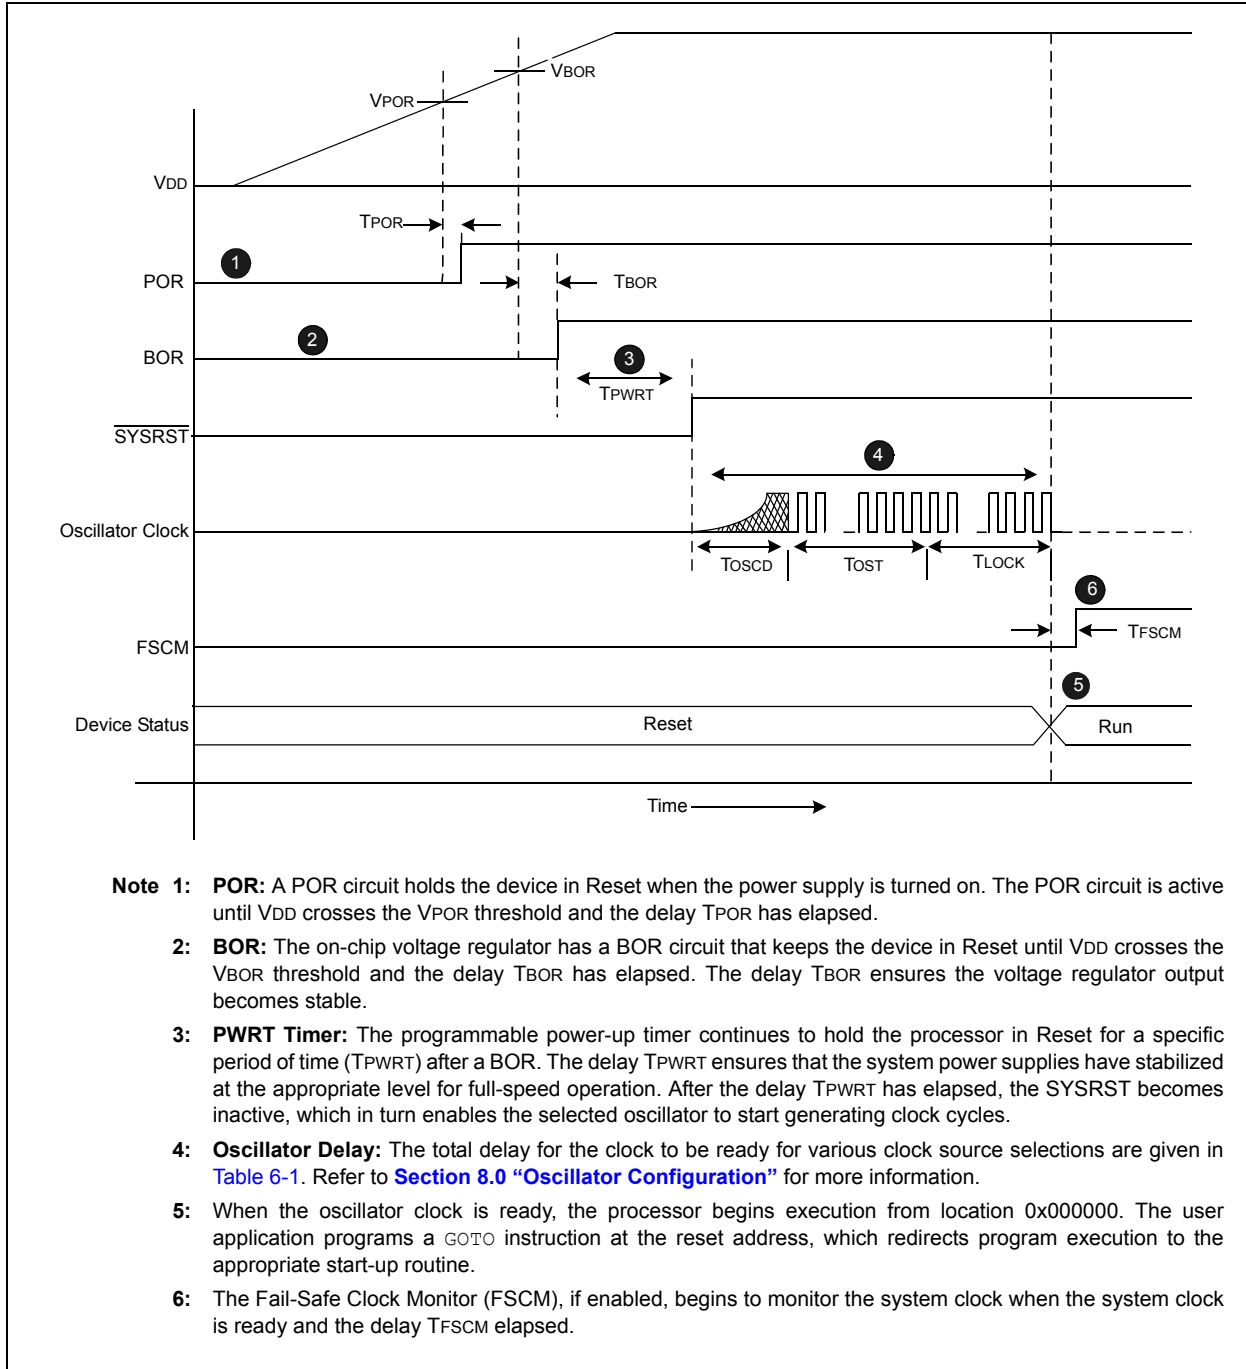 VBOR
VPOR
VDD
TPOR
1
POR
TBOR
2
BOR
3
TPWRT
SYSRST
4
Oscillator Clock
TOSCD
TOST
TLOCK
6
TFSCM
FSCM
5
Device Status
Reset
Run
Time
Note 1: POR: A POR circuit holds the device in Reset when the power supply is turned on. The POR circuit is active
until VDD crosses the VPOR threshold and the delay TPOR has elapsed.
2: BOR: The on-chip voltage regulator has a BOR circuit that keeps the device in Reset until VDD crosses the
VBOR threshold and the delay TBOR has elapsed. The delay TBOR ensures the voltage regulator output
becomes stable.
3: PWRT Timer: The programmable power-up timer continues to hold the processor in Reset for a specific
period of time (TPWRT) after a BOR. The delay TPWRT ensures that the system power supplies have stabilized
at the appropriate level for full-speed operation. After the delay TPWRT has elapsed, the SYSRST becomes
inactive, which in turn enables the selected oscillator to start generating clock cycles.
4: Oscillator Delay: The total delay for the clock to be ready for various clock source selections are given in
Table 6-1. Refer to Section 8.0 “Oscillator Configuration” for more information.
5: When the oscillator clock is ready, the processor begins execution from location 0x000000. The user
application programs a GOTO instruction at the reset address, which redirects program execution to the
appropriate start-up routine.
6: The Fail-Safe Clock Monitor (FSCM), if enabled, begins to monitor the system clock when the system clock
is ready and the delay TFSCM elapsed.